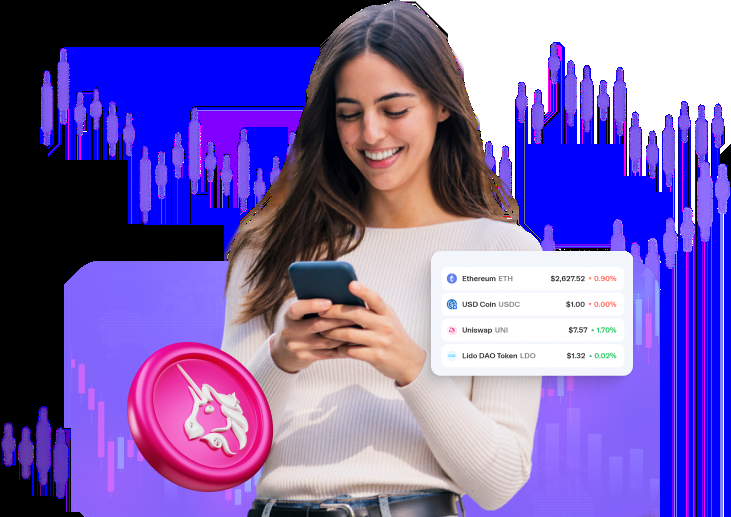 Ethereum ETH $2,627.52 ▼ 0.90%
USD Coin USDC $1.00 ▼ 0.00%
Uniswap UNI $7.57 ▲ 1.70%
Lido DAO Token LDO $1.32 ▲ 0.02%